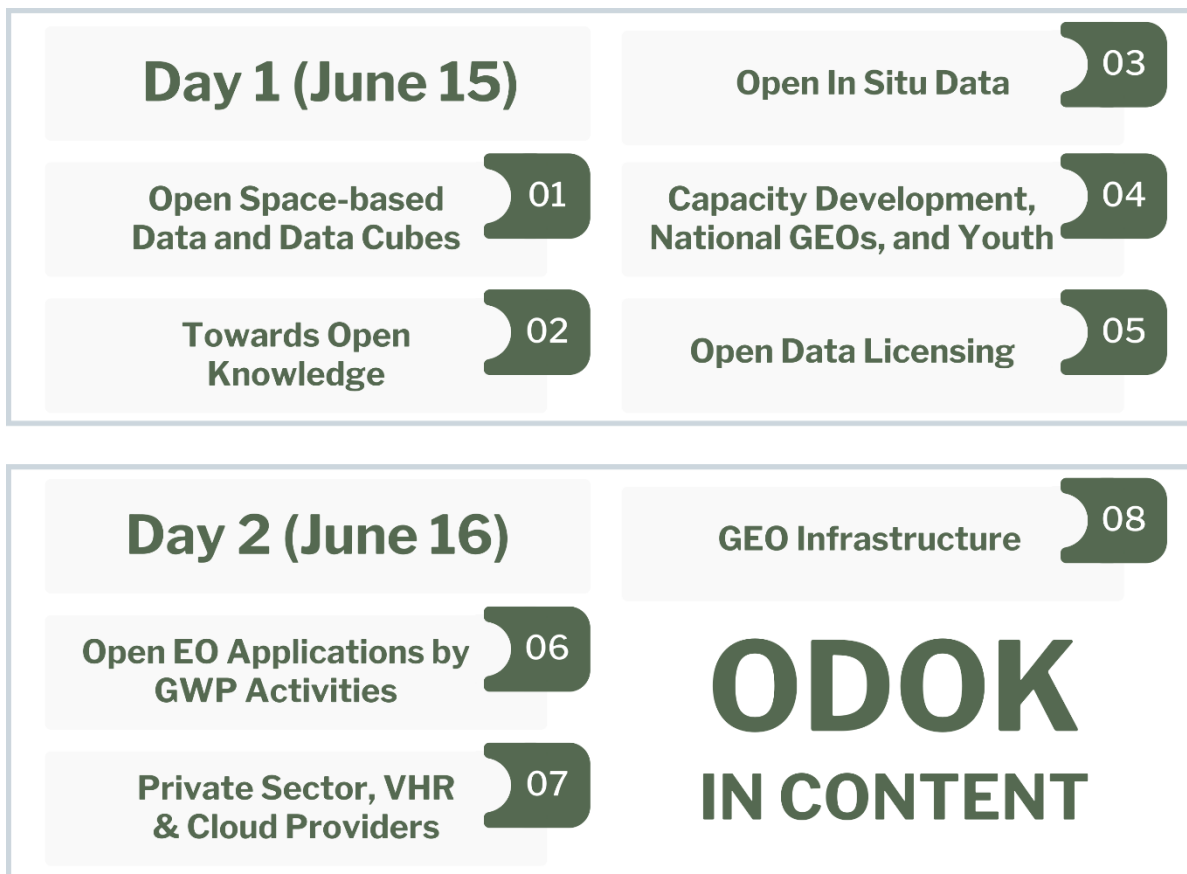 Day 1 (June 15)
01
Open Space-based
Data and Data Cubes
02
Towards Open
Knowledge
03
Open In Situ Data
04
Capacity Development,
National GEOs, and Youth
05
Open Data Licensing
Day 2 (June 16)
06
Open EO Applications by
GWP Activities
07
Private Sector, VHR
& Cloud Providers
08
GEO Infrastructure
ODOK
IN CONTENT